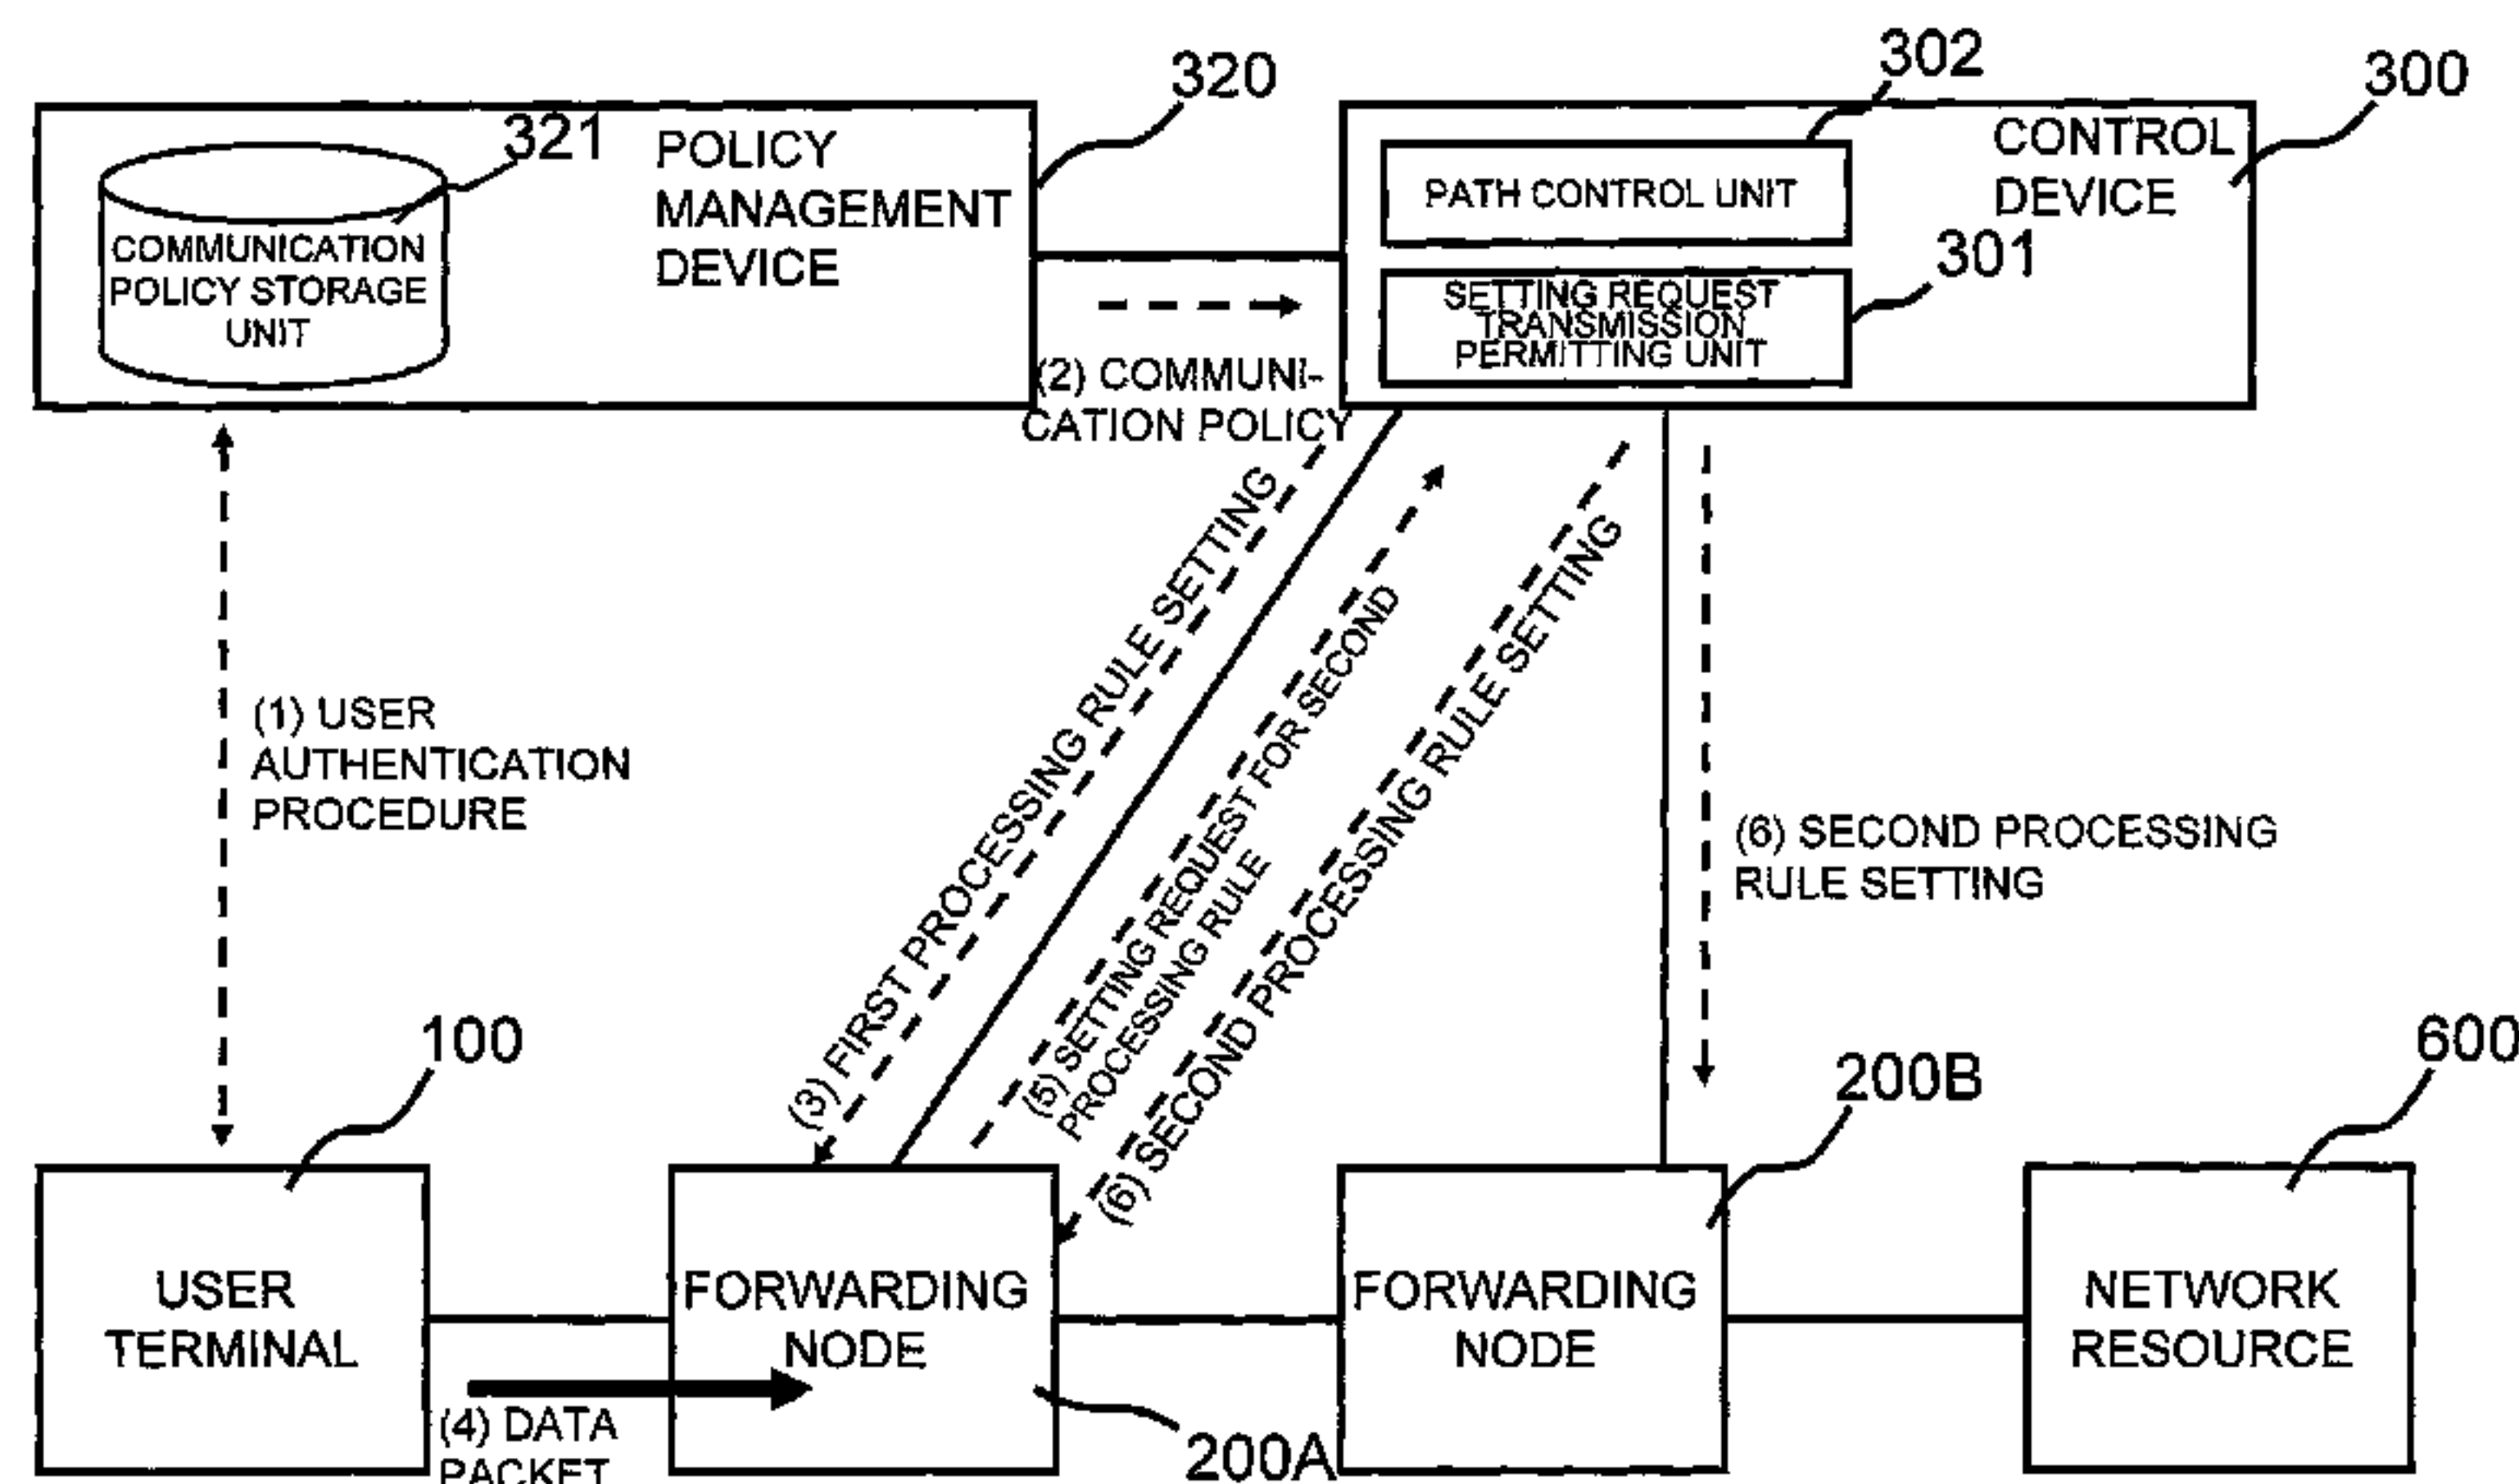 320
302
300
321
POLICY
MANAGEMENT
DEVICE
COMMUNICATION
POLICY STORAGE
UNIT
CONTROL
DEVICE
PATH CONTROL UNIT
301
SETTING REQUEST
TRANSMISSION
PERMITTING UNIT
(2) COMMUNI-
CATION POLICY
(1) USER
AUTHENTICATION
PROCEDURE
(3) FIRST PROCESSING RULE SETTING
(5) SETTING REQUEST FOR SECOND
PROCESSING RULE
(6) SECOND PROCESSING RULE SETTING
(6) SECOND PROCESSING
RULE SETTING
100
200B
600
USER
TERMINAL
FORWARDING
NODE
FORWARDING
NODE
NETWORK
RESOURCE
(4) DATA
PACKET
200A